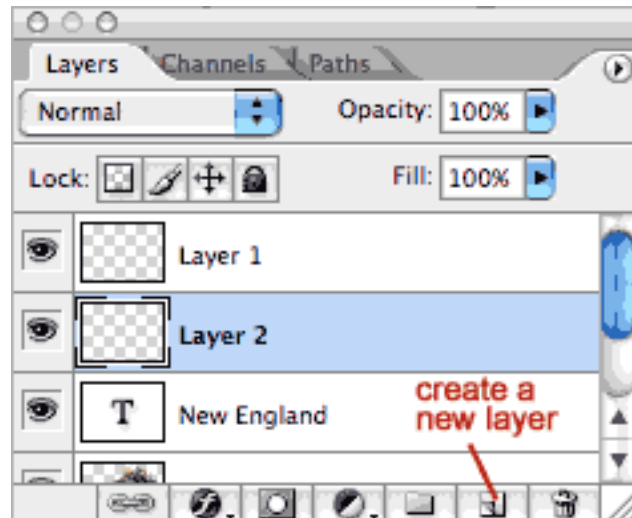 Layers Channels Paths
Normal Opacity: 100%
Lock: Fill: 100%
Layer 1
Layer 2
T New England
create a
new layer